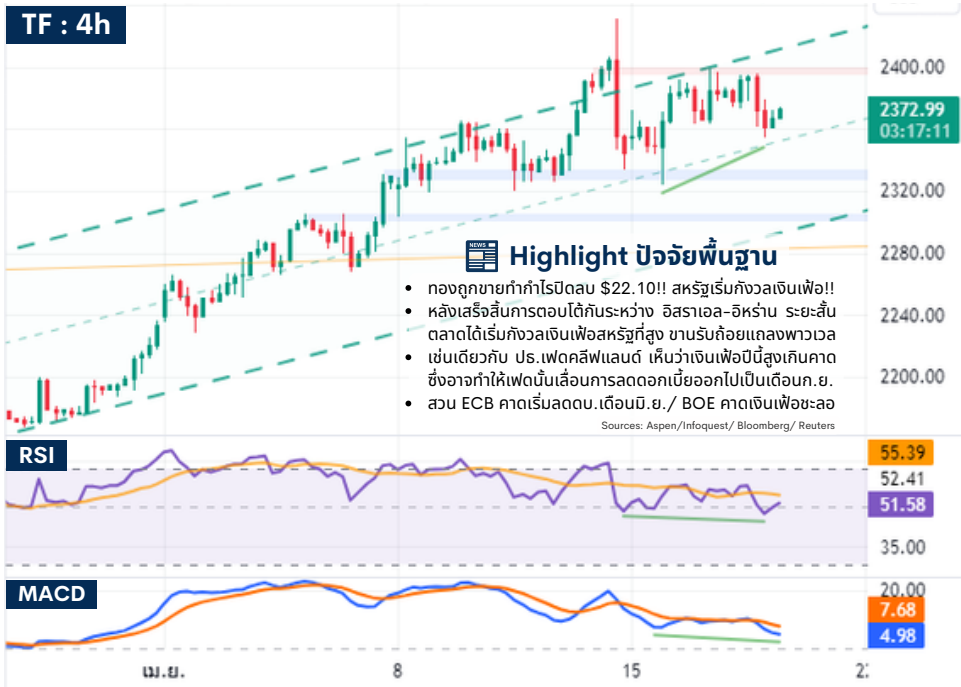 TF : 4h
2400.00
2372.99
03:17:11
2320.00
2280.00
2240.00
2200.00
NEWS
Highlight ปัจจัยพื้นฐาน
• ทองถูกขายทำกำไรปิดลบ $22.10!! สหรัฐเริ่มกังวลเงินเฟ้อ!!
• หลังเสร็จสิ้นการตอบโต้กันระหว่าง อิสราเอล-อิหร่าน ระยะสั้น
ตลาดได้เริ่มกังวลเงินเฟ้อสหรัฐที่สูง ขานรับถ้อยแถลงพาวเวล
• เช่นเดียวกับ ปธ.เฟดคลีฟแลนด์ เห็นว่าเงินเฟ้อปีนี้สูงเกินคาด
ซึ่งอาจทำให้เฟดนั้นเลื่อนการลดดอกเบี้ยออกไปเป็นเดือนก.ย.
• สวน ECB คาดเริ่มลดดบ.เดือนมิ.ย./ BOE คาดเงินเฟ้อชะลอ
Sources: Aspen/Infoquest/ Bloomberg/ Reuters
RSI
55.39
52.41
51.58
35.00
MACD
20.00
7.68
4.98
เม.ย.
8
15